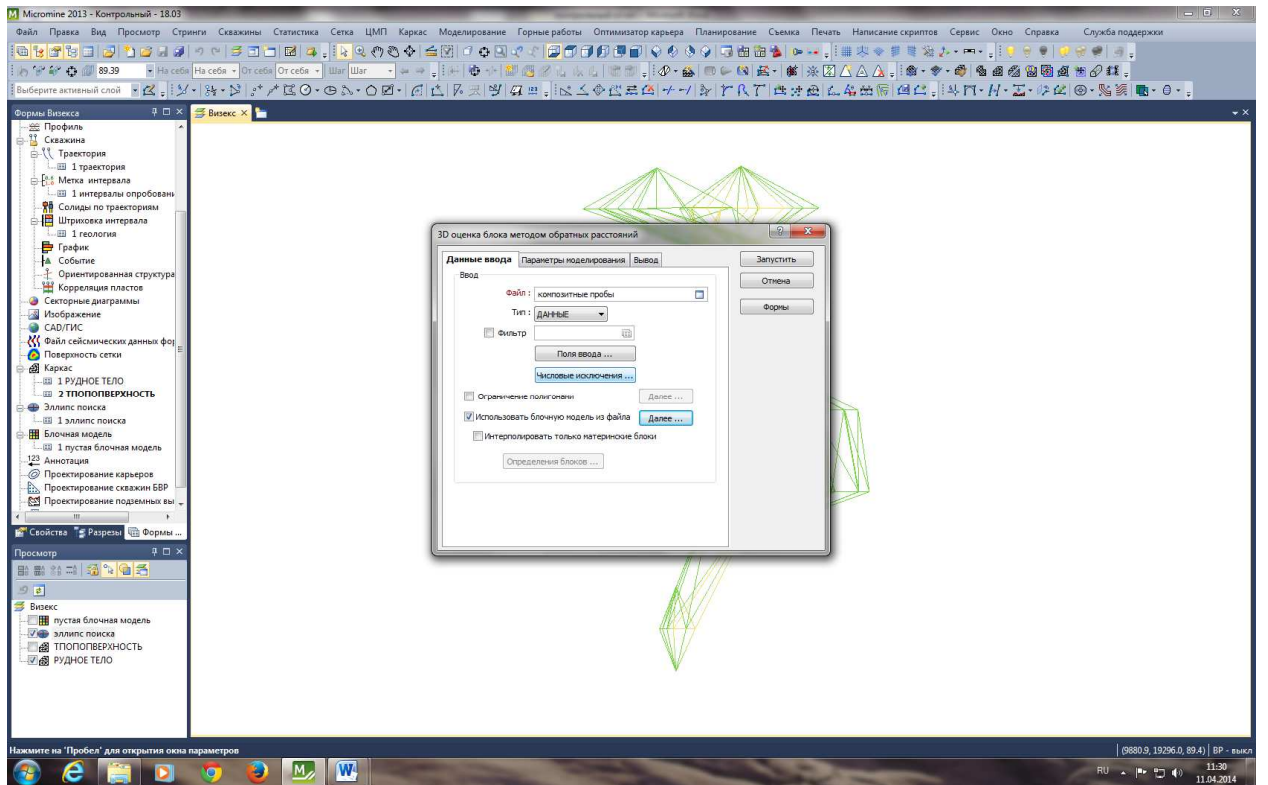 Micromine 2013 - Контрольный - 18.03
Файл Правка Вид Просмотр Стринги Скважины Статистика Сетка ЦМП Каркас Моделирование Горные работы Оптимизатор карьера Планирование Съемка Печать Написание скриптов Сервис Окно Справка Служба поддержки
89.39 На себя На себя От себя От себя Шаг Шаг
Выберите активный слой
Формы Визекса
Визекс
Профиль
Скважина
Траектория
1 траектория
Метка интервала
1 интервалы опробовани
Солиды по траекториям
Штриховка интервала
1 геология
График
Событие
Ориентированная структура
Корреляция пластов
Секторные диаграммы
Изображение
CAD/ГИС
Файл сейсмических данных фор
Поверхность сетки
Каркас
1 РУДНОЕ ТЕЛО
2 ТПОПОПВЕРХНОСТЬ
Эллипс поиска
1 эллипс поиска
Блочная модель
1 пустая блочная модель
123 Аннотация
Проектирование карьеров
Проектирование скважин БВР
Проектирование подземных вы
Свойства Разрезы Формы ...
Просмотр
Визекс
пустая блочная модель
эллипс поиска
ТПОПОПВЕРХНОСТЬ
РУДНОЕ ТЕЛО
3D оценка блока методом обратных расстояний
Данные ввода Параметры моделирования Вывод
Ввод
Файл : композитные пробы
Тип : ДАННЫЕ
Фильтр
Поля ввода ...
Числовые исключения ...
Ограничение полигонами Далее ...
Использовать блочную модель из файла Далее ...
Интерполировать только материнские блоки
Определения блоков ...
Запустить
Отмена
Формы
Нажмите на 'Пробел' для открытия окна параметров
(9880.9, 19296.0, 89.4) ВР - выкл
RU
11:30
11.04.2014